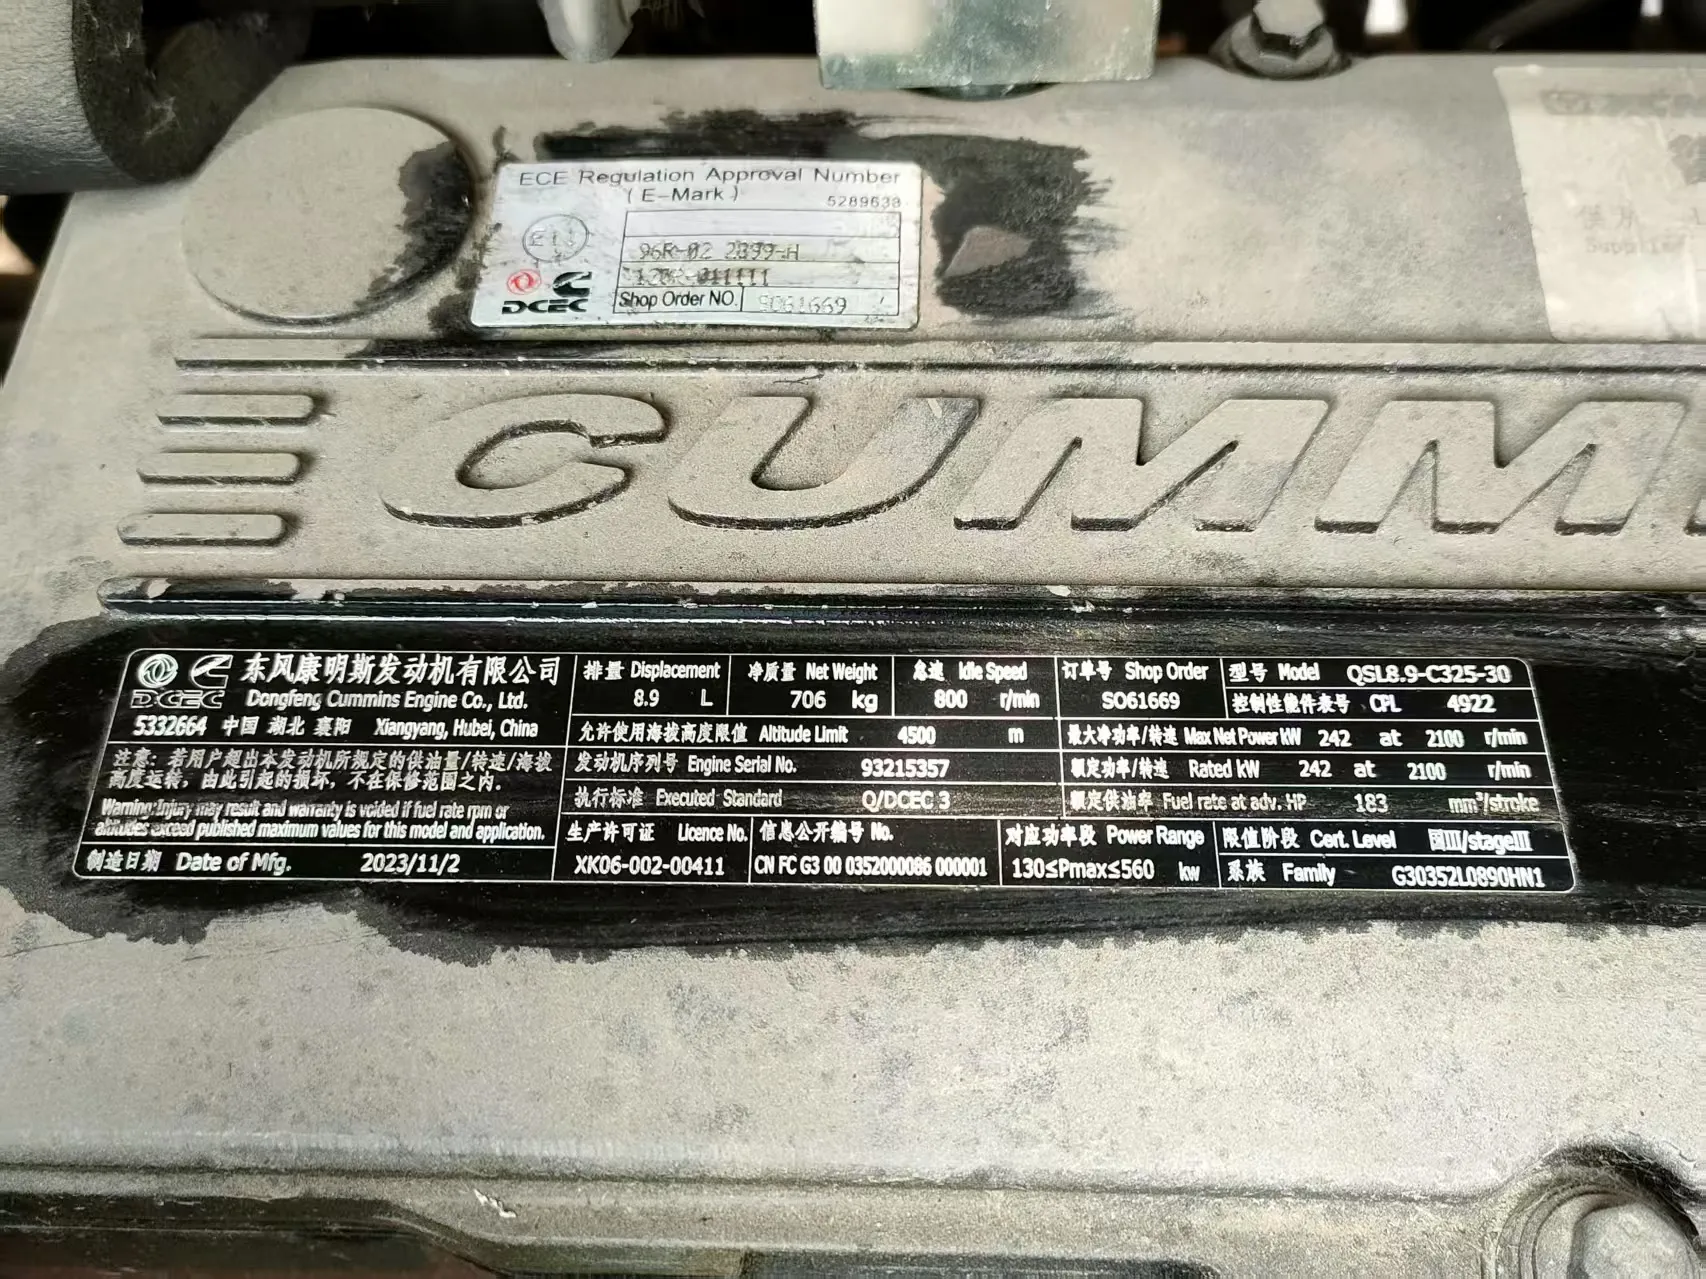 ECE Regulation Approval Number
(E-Mark)
5289638
E11
96R-02 2899-H
DCEC
Shop Order NO.
SO61669
CUMM
东风康明斯发动机有限公司
DCEC Dongfeng Cummins Engine Co., Ltd.
5332664 中国 湖北 襄阳 Xiangyang, Hubei, China
注意：若用户超出本发动机所规定的供油量/转速/海拔
高度运装，由此引起的损坏，不在保修范围之内.
Warning:Injury may result and warranty is voided if fuel rate rpm or
altitudes exceed published maximum values for this model and application.
制造日期 Date of Mfg. 2023/11/2
排量 Displacement
8.9 L
净质量 Net Weight
706 kg
怠速 Idle Speed
800 r/min
订单号 Shop Order
SO61669
型号 Model QSL8.9-C325-30
控制性能件表号 CPL 4922
允许使用海拔高度限值 Altitude Limit 4500 m
最大净功率/转速 Max Net Power kW 242 at 2100 r/min
发动机序列号 Engine Serial No. 93215357
额定功率/转速 Rated kW 242 at 2100 r/min
执行标准 Executed Standard Q/DCEC 3
额定供油率 Fuel rate at adv. HP 183 mm³/stroke
生产许可证 Licence No.
XK06-002-00411
信息公开编号 No.
CN FC G3 00 0352000086 000001
对应功率段 Power Range
130≤Pmax≤560 kw
限值阶段 Cert. Level 国III/stageIII
系族 Family G30352L0890HN1